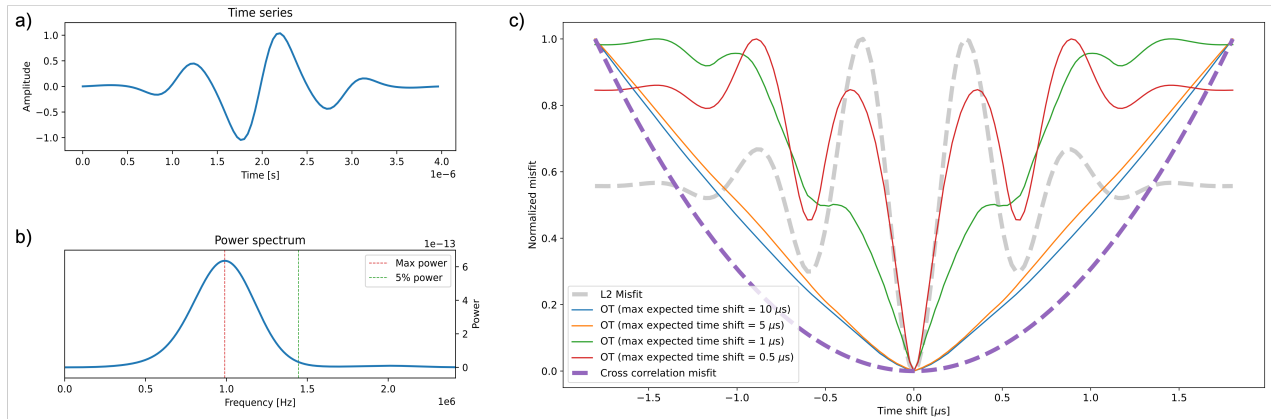 a)
Time series
1.0
0.5
0.0
−0.5
−1.0
Amplitude
0.0
0.5
1.0
1.5
2.0
2.5
3.0
3.5
4.0
Time [s]
1e−6
b)
Power spectrum
1e−13
Max power
5% power
6
4
2
0
Power
0.0
0.5
1.0
1.5
2.0
Frequency [Hz]
1e6
c)
1.0
0.8
0.6
0.4
0.2
0.0
Normalized misfit
L2 Misfit
OT (max expected time shift = 10 μs)
OT (max expected time shift = 5 μs)
OT (max expected time shift = 1 μs)
OT (max expected time shift = 0.5 μs)
Cross correlation misfit
−1.5
−1.0
−0.5
0.0
0.5
1.0
1.5
Time shift [μs]